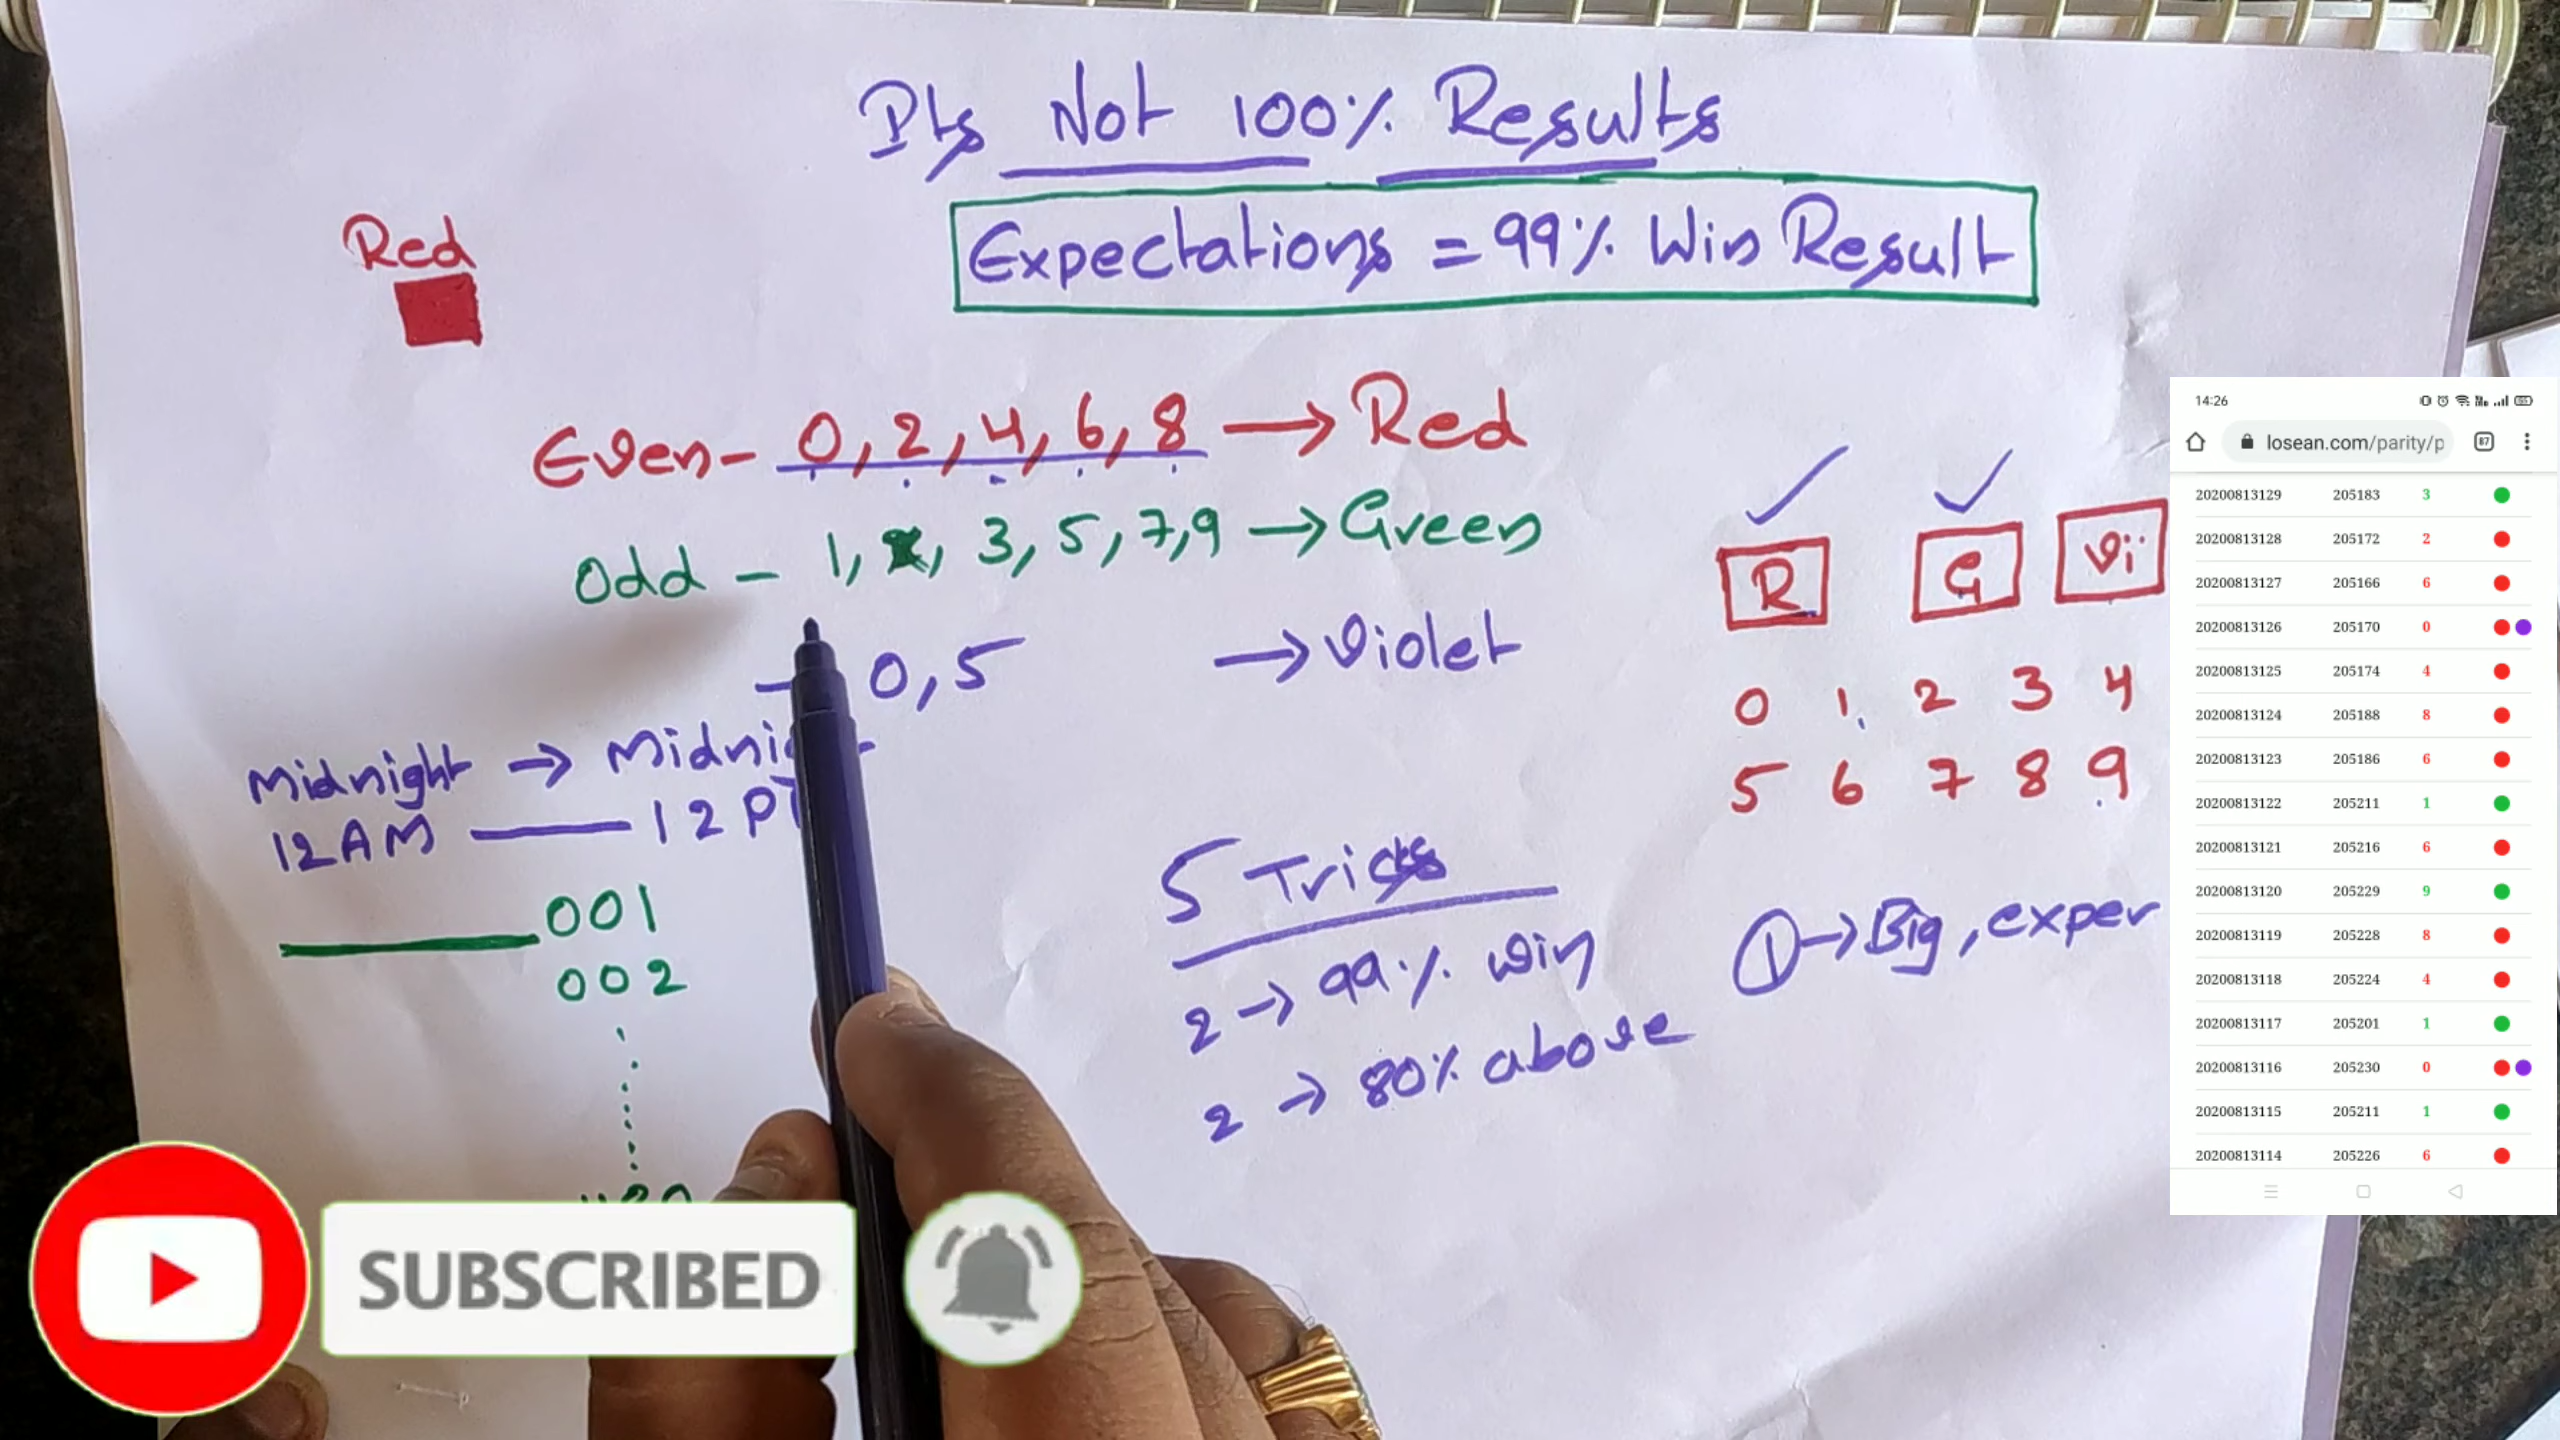 Its Not 100% Results
Expectations = 99% Win Result
Red
Even - 0, 2, 4, 6, 8 → Red
Odd - 1, 3, 5, 7, 9 → Green
0, 5 → Violet
Midnight →
12AM — 12
001
002
R G Vi
0 1 2 3 4
5 6 7 8 9
5 Tricks
2 → 99% Win
2 → 80% above
① → Big, exper
14:26
losean.com/parity/p
87
20200813129 205183 3
20200813128 205172 2
20200813127 205166 6
20200813126 205170 0
20200813125 205174 4
20200813124 205188 8
20200813123 205186 6
20200813122 205211 1
20200813121 205216 6
20200813120 205229 9
20200813119 205228 8
20200813118 205224 4
20200813117 205201 1
20200813116 205230 0
20200813115 205211 1
20200813114 205226 6
SUBSCRIBED